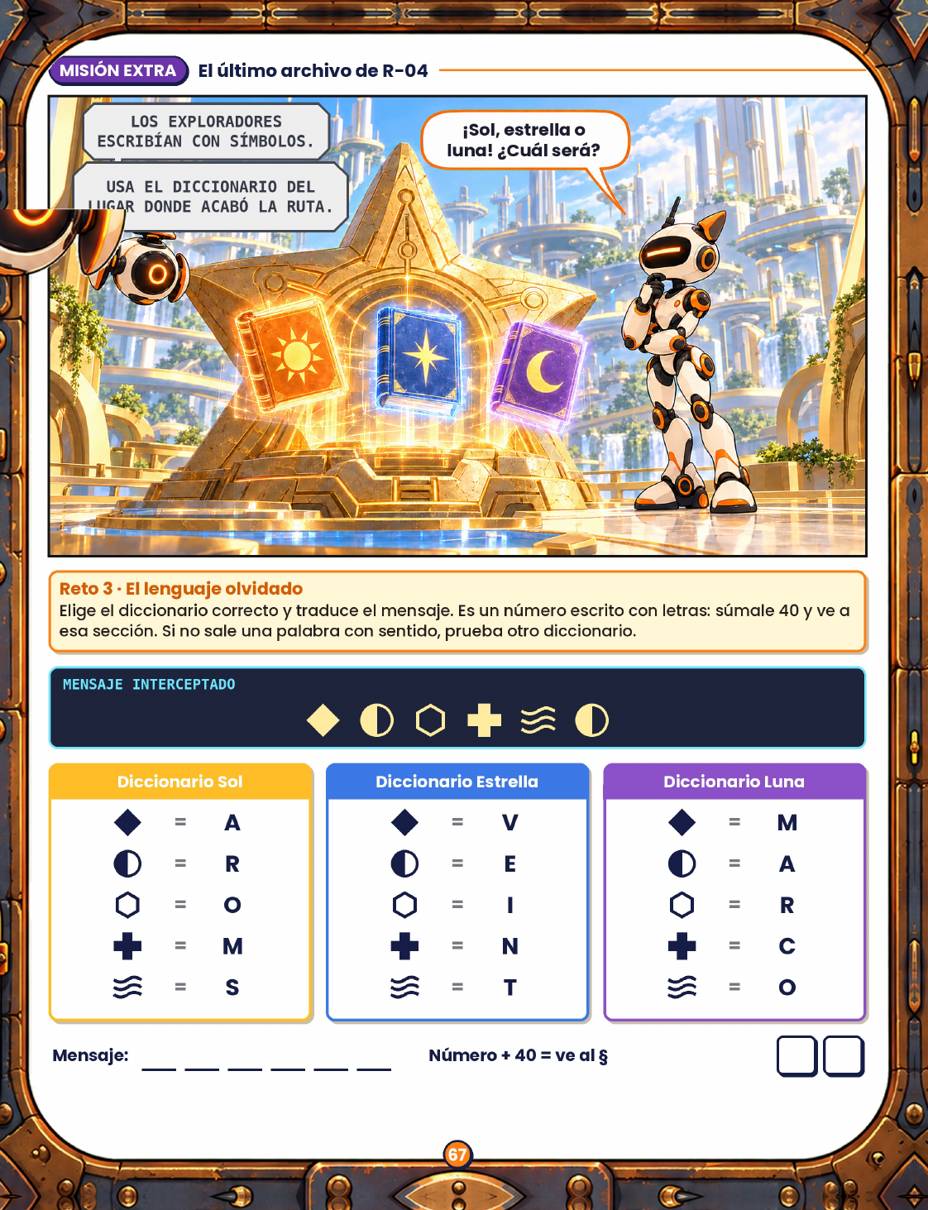 MISIÓN EXTRA El último archivo de R-04
LOS EXPLORADORES
ESCRIBÍAN CON SÍMBOLOS.
USA EL DICCIONARIO DEL
LUGAR DONDE ACABÓ LA RUTA.
¡Sol, estrella o
luna! ¿Cuál será?
Reto 3 · El lenguaje olvidado
Elige el diccionario correcto y traduce el mensaje. Es un número escrito con letras: súmale 40 y ve a
esa sección. Si no sale una palabra con sentido, prueba otro diccionario.
MENSAJE INTERCEPTADO
Diccionario Sol
= A
= R
= O
= M
= S
Diccionario Estrella
= V
= E
= I
= N
= T
Diccionario Luna
= M
= A
= R
= C
= O
Mensaje: _ _ _ _ _ _ Número + 40 = ve al §
67